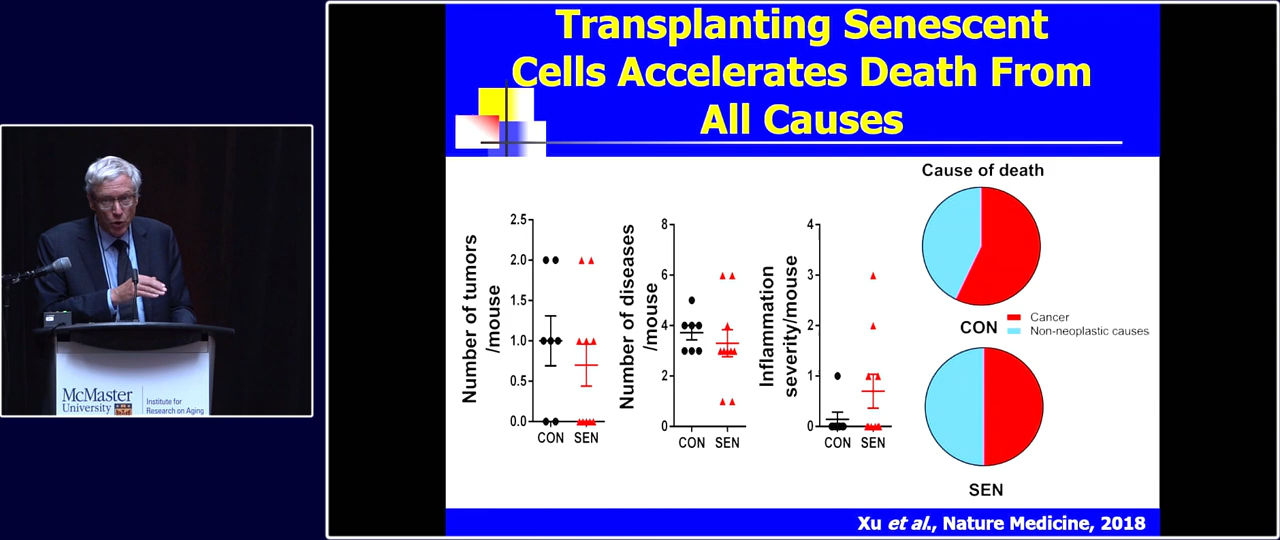 Transplanting Senescent
Cells Accelerates Death From
All Causes
McMaster
University
Institute for
Research on Aging
Number of tumors
/mouse
2.5
2.0
1.5
1.0
0.5
0.0
CON SEN
Number of diseases
/mouse
8
6
4
2
0
CON SEN
Inflammation
severity/mouse
4
3
2
1
0
CON SEN
Cause of death
CON
Cancer
Non-neoplastic causes
SEN
Xu et al., Nature Medicine, 2018